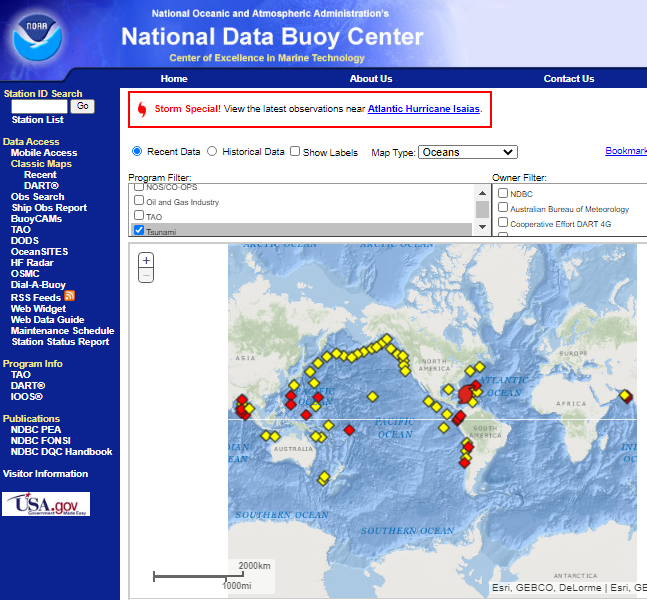 National Oceanic and Atmospheric Administration's
NOAA
National Data Buoy Center
Center of Excellence in Marine Technology
Home About Us Contact Us
Station ID Search
Go
Station List
Data Access
Mobile Access
Classic Maps
Recent
DART®
Obs Search
Ship Obs Report
BuoyCAMs
TAO
DODS
OceanSITES
HF Radar
OSMC
Dial-A-Buoy
RSS Feeds
Web Widget
Web Data Guide
Maintenance Schedule
Station Status Report
Program Info
TAO
DART®
IOOS®
Publications
NDBC PEA
NDBC FONSI
NDBC DQC Handbook
Visitor Information
USA.gov
Government Made Easy
Storm Special! View the latest observations near Atlantic Hurricane Isaias.
Recent Data Historical Data Show Labels Map Type: Oceans Bookmark
Program Filter: Owner Filter:
NOS/CO-OPS
Oil and Gas Industry
TAO
Tsunami
NDBC
Australian Bureau of Meteorology
Cooperative Effort DART 4G
+
−
ARCTIC OCEAN ARCTIC OCEAN
ASIA
NORTH
AMERICA
EUROPE
PACIFIC
OCEAN
ATLANTIC
OCEAN
AFRICA
PACIFIC
OCEAN
SOUTH
AMERICA
AUSTRALIA
OCEAN
SOUTHERN OCEAN
SOUTHERN OCEAN
ANTARCTICA
2000km
1000mi
Esri, GEBCO, DeLorme | Esri, GE